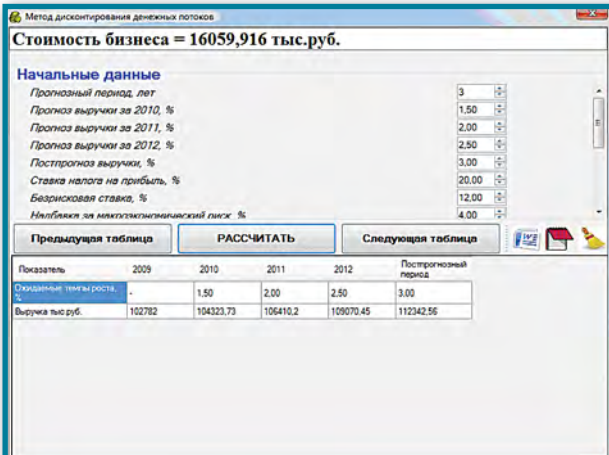 Метод дисконтирования денежных потоков
Стоимость бизнеса = 16059,916 тыс.руб.
Начальные данные
Прогнозный период, лет 3
Прогноз выручки за 2010, % 1,50
Прогноз выручки за 2011, % 2,00
Прогноз выручки за 2012, % 2,50
Постпрогноз выручки, % 3,00
Ставка налога на прибыль, % 20,00
Безрисковая ставка, % 12,00
Надбавка за макроэкономический риск, % 4,00
Предыдущая таблица РАССЧИТАТЬ Следующая таблица
Показатель 2009 2010 2011 2012 Постпрогнозный период
Ожидаемые темпы роста, % - 1,50 2,00 2,50 3,00
Выручка тыс.руб. 102782 104323,73 106410,2 109070,45 112342,56